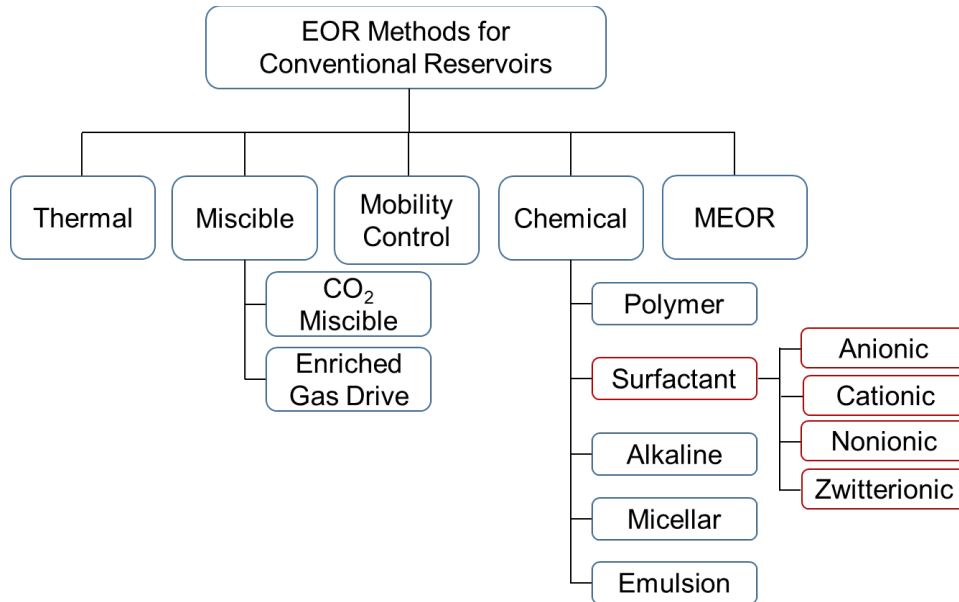 EOR Methods for
Conventional Reservoirs
Thermal
Miscible
Mobility
Control
Chemical
MEOR
CO₂
Miscible
Enriched
Gas Drive
Polymer
Surfactant
Alkaline
Micellar
Emulsion
Anionic
Cationic
Nonionic
Zwitterionic